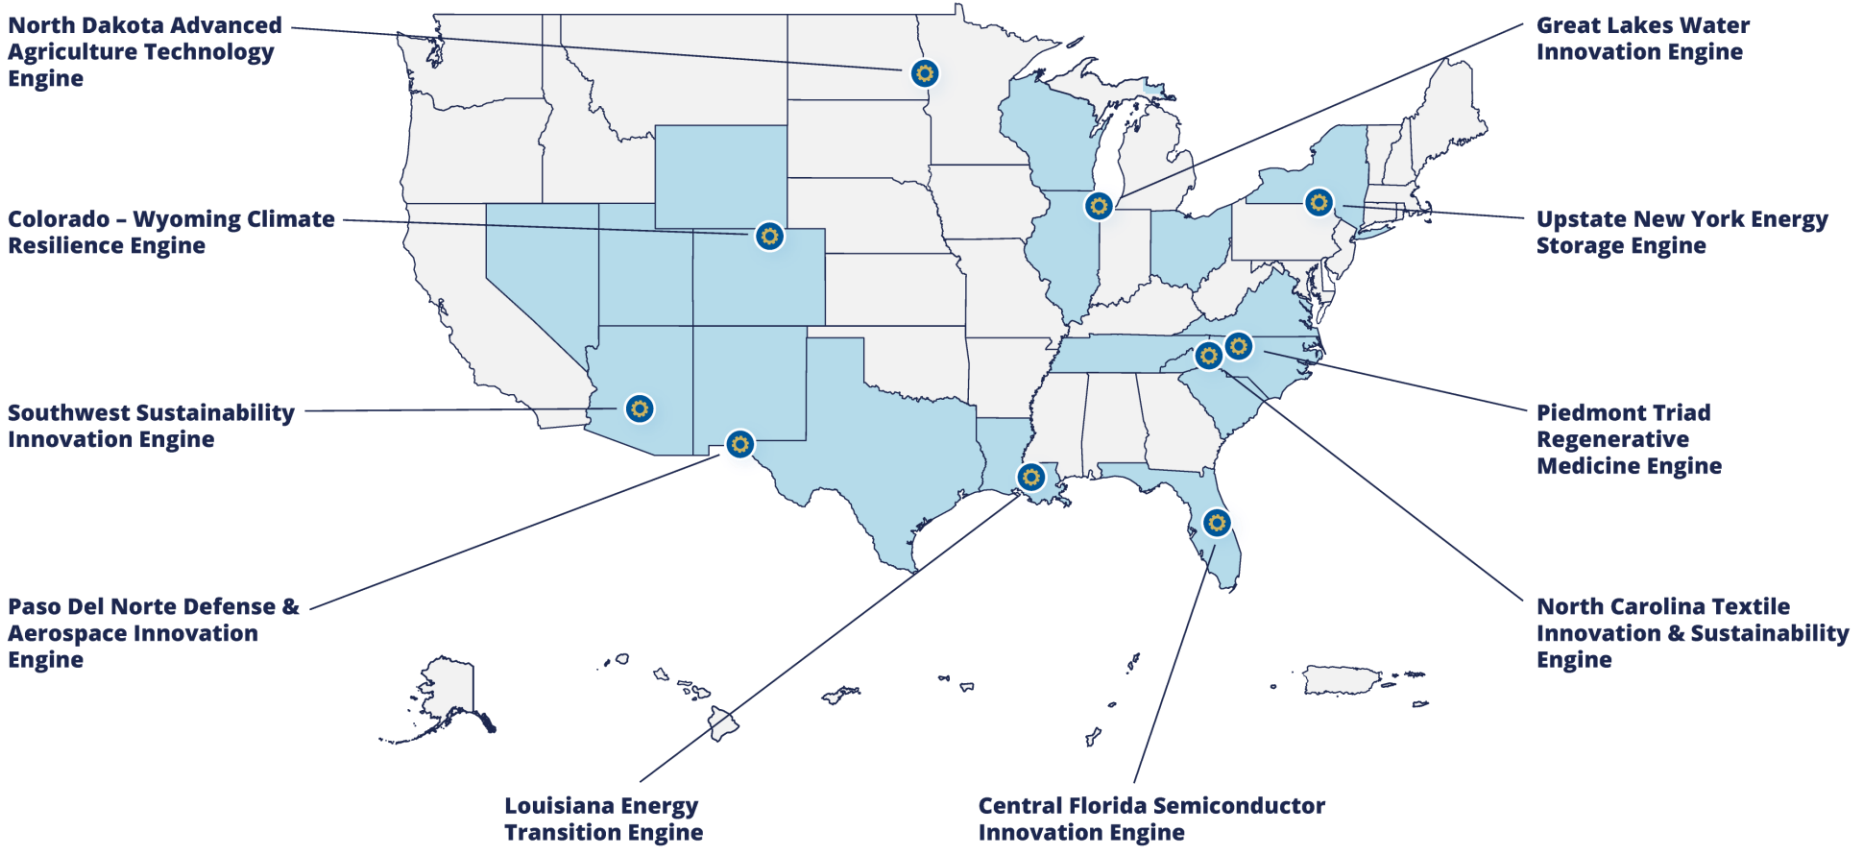 North Dakota Advanced
Agriculture Technology
Engine
Great Lakes Water
Innovation Engine
Colorado – Wyoming Climate
Resilience Engine
Upstate New York Energy
Storage Engine
Southwest Sustainability
Innovation Engine
Piedmont Triad
Regenerative
Medicine Engine
Paso Del Norte Defense &
Aerospace Innovation
Engine
North Carolina Textile
Innovation & Sustainability
Engine
Louisiana Energy
Transition Engine
Central Florida Semiconductor
Innovation Engine